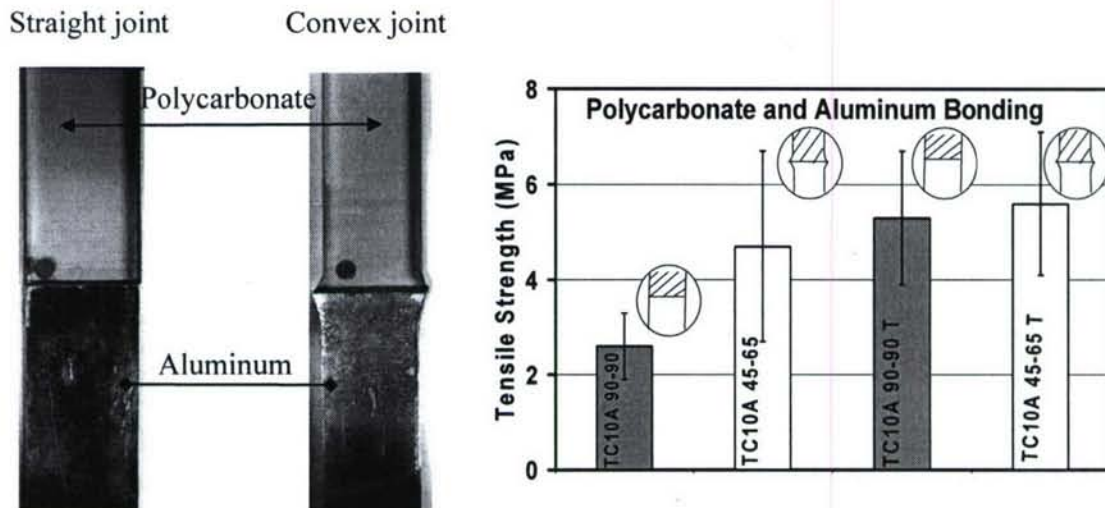 Straight joint
Convex joint
Polycarbonate
Aluminum
Polycarbonate and Aluminum Bonding
Tensile Strength (MPa)
8
6
4
2
0
TC10A 90-90
TC10A 45-65
TC10A 90-90 T
TC10A 45-65 T